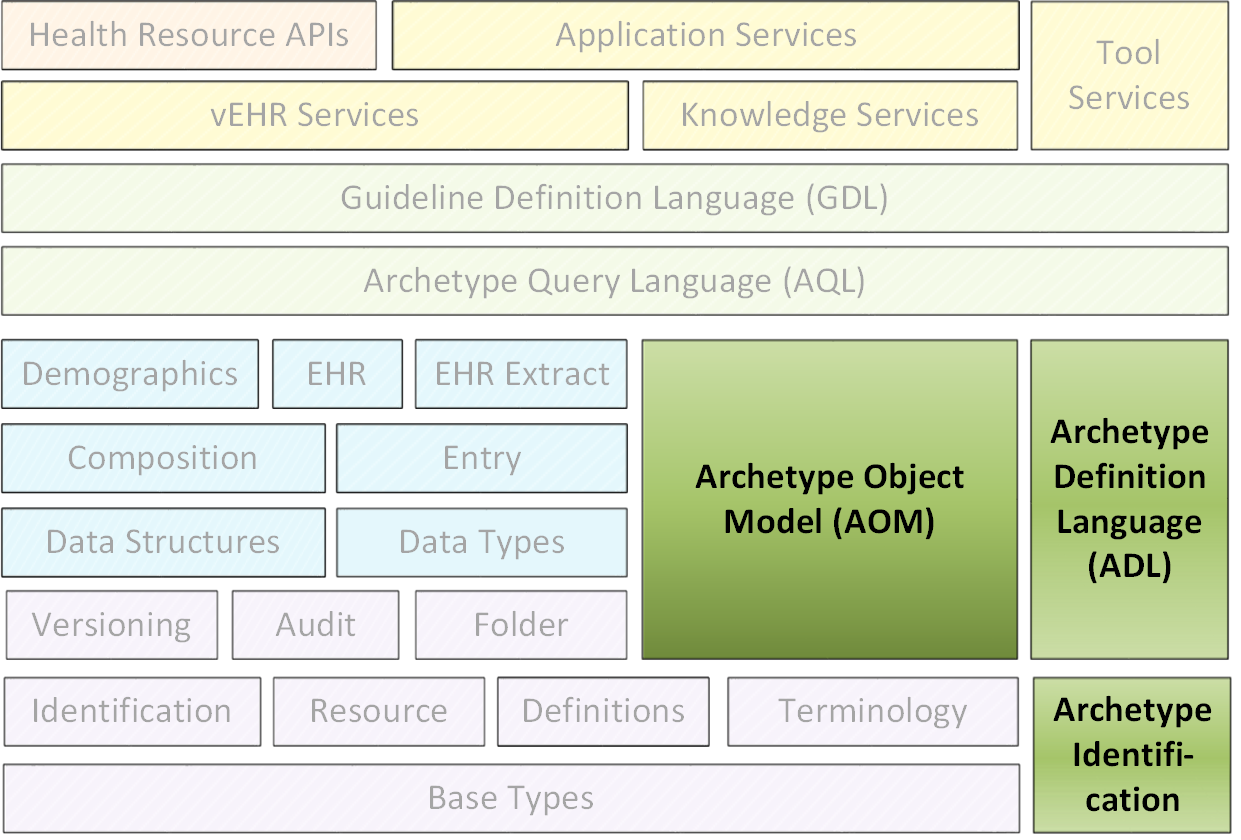 Health Resource APIs
Application Services
Tool
Services
vEHR Services
Knowledge Services
Guideline Definition Language (GDL)
Archetype Query Language (AQL)
Demographics
EHR
EHR Extract
Composition
Entry
Data Structures
Data Types
Versioning
Audit
Folder
Archetype Object
Model (AOM)
Archetype
Definition
Language
(ADL)
Identification
Resource
Definitions
Terminology
Archetype
Identifi-
cation
Base Types